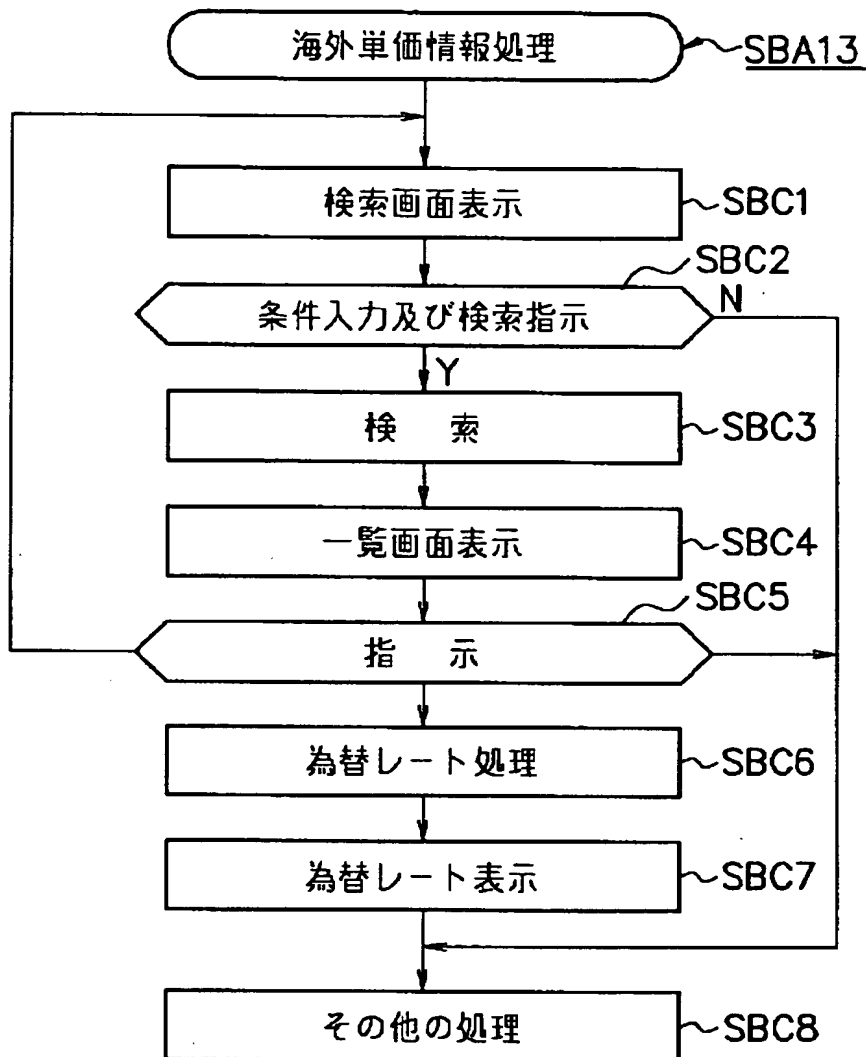 海外単価情報処理 SBA13
検索画面表示 SBC1
SBC2
条件入力及び検索指示 N
Y
検 索 SBC3
一覧画面表示 SBC4
SBC5
指 示
為替レート処理 SBC6
為替レート表示 SBC7
その他の処理 SBC8